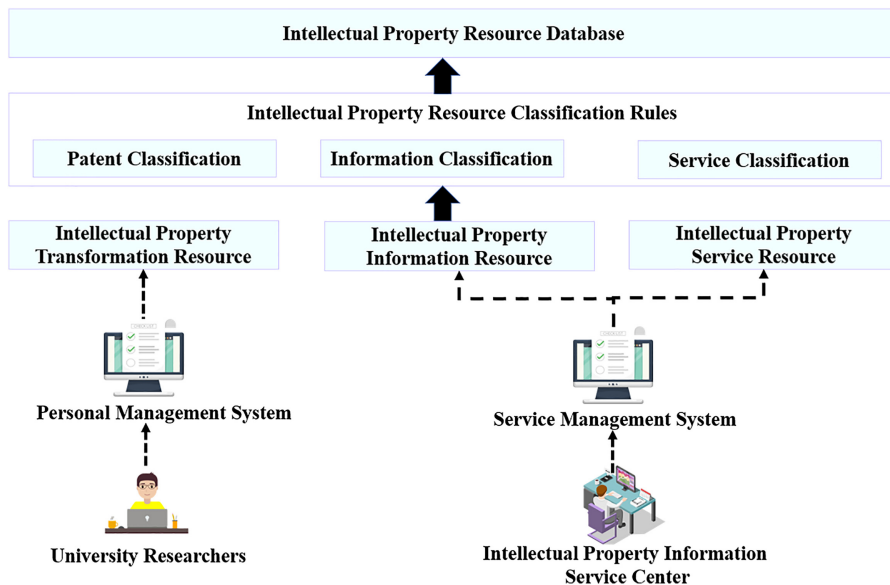 Intellectual Property Resource Database
Intellectual Property Resource Classification Rules
Patent Classification
Information Classification
Service Classification
Intellectual Property
Transformation Resource
Intellectual Property
Information Resource
Intellectual Property
Service Resource
CHECKLIST
CHECKLIST
Personal Management System
Service Management System
University Researchers
Intellectual Property Information
Service Center